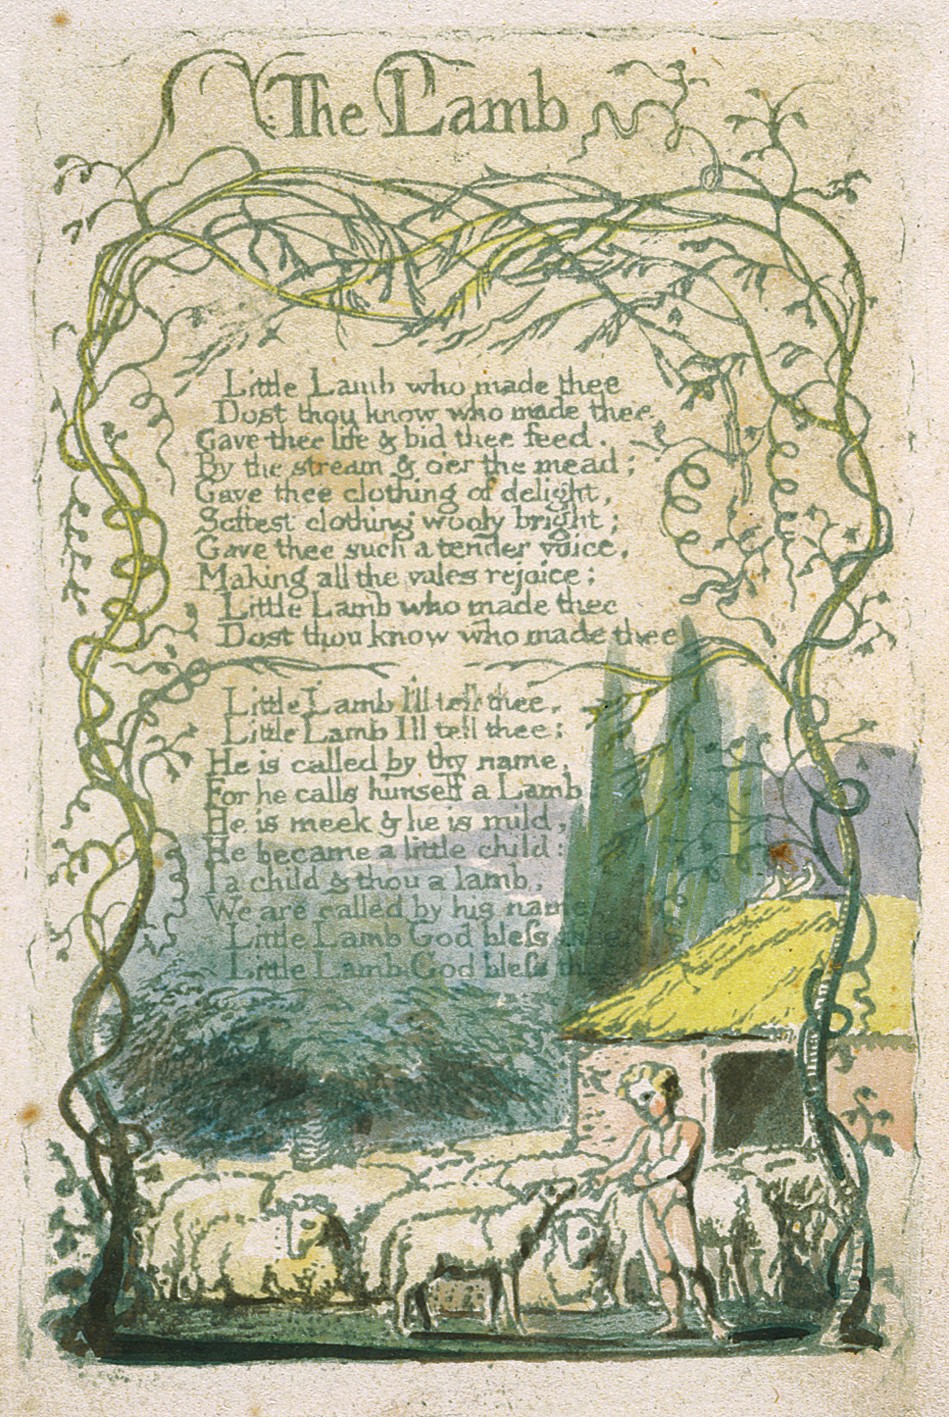 The Lamb
Little Lamb who made thee
Dost thou know who made thee
Gave thee life & bid thee feed.
By the stream & o'er the mead;
Gave thee clothing of delight,
Softest clothing wooly bright;
Gave thee such a tender voice,
Making all the vales rejoice;
Little Lamb who made thee
Dost thou know who made thee
Little Lamb I'll tell thee,
Little Lamb I'll tell thee;
He is called by thy name,
For he calls himself a Lamb:
He is meek & he is mild,
He became a little child:
I a child & thou a lamb,
We are called by his name.
Little Lamb God bleſs thee.
Little Lamb God bleſs thee.